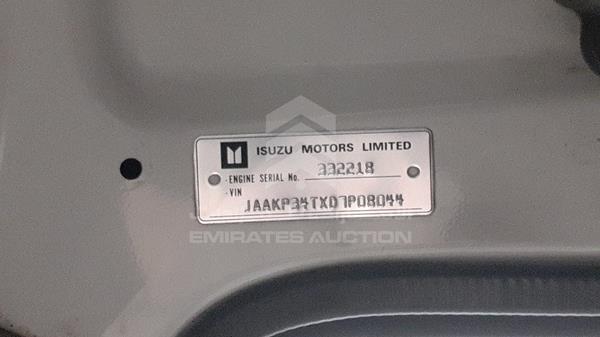 ISUZU MOTORS LIMITED
ENGINE SERIAL No. 332218
VIN
JAAKP34TXD7P08044
EMIRATES AUCTION